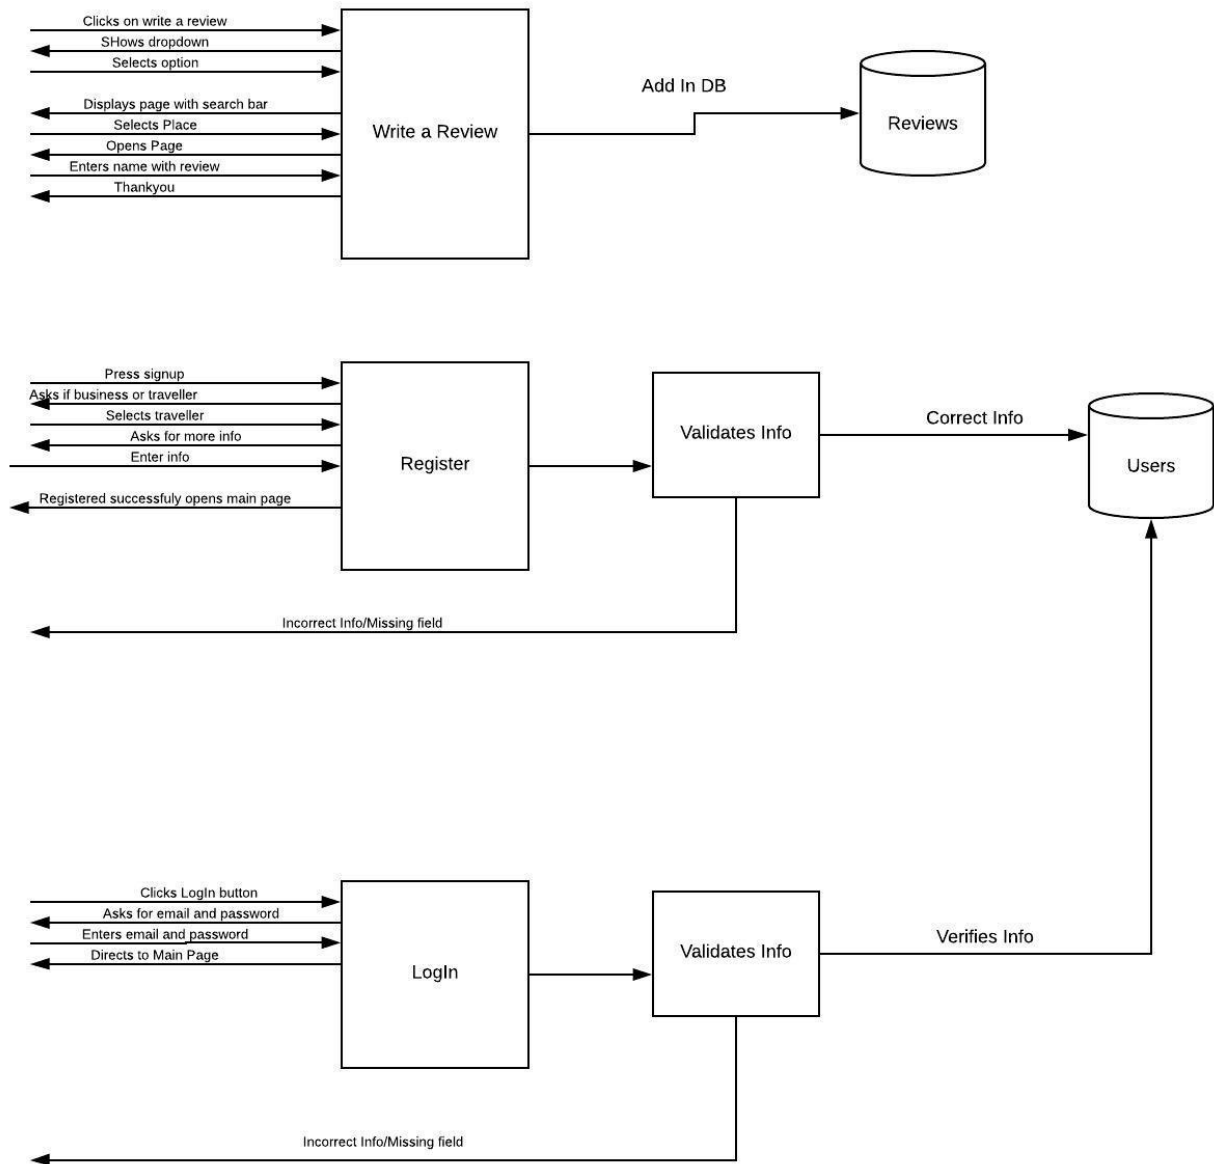 Clicks on write a review
SHows dropdown
Selects option
Displays page with search bar
Selects Place
Opens Page
Enters name with review
Thankyou
Write a Review
Add In DB
Reviews
Press signup
Asks if business or traveller
Selects traveller
Asks for more info
Enter info
Registered successfuly opens main page
Register
Validates Info
Correct Info
Users
Incorrect Info/Missing field
Clicks LogIn button
Asks for email and password
Enters email and password
Directs to Main Page
LogIn
Validates Info
Verifies Info
Incorrect Info/Missing field